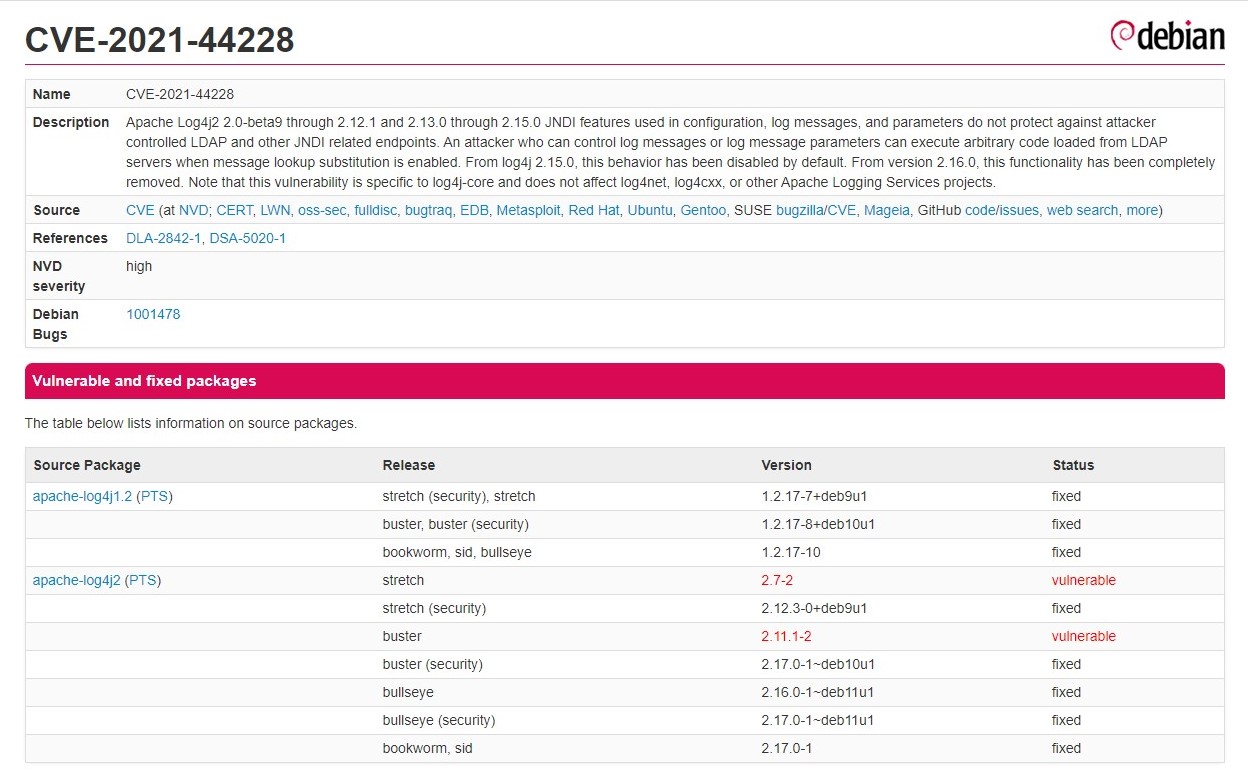 CVE-2021-44228
debian
Name CVE-2021-44228
Description Apache Log4j2 2.0-beta9 through 2.12.1 and 2.13.0 through 2.15.0 JNDI features used in configuration, log messages, and parameters do not protect against attacker
controlled LDAP and other JNDI related endpoints. An attacker who can control log messages or log message parameters can execute arbitrary code loaded from LDAP
servers when message lookup substitution is enabled. From log4j 2.15.0, this behavior has been disabled by default. From version 2.16.0, this functionality has been completely
removed. Note that this vulnerability is specific to log4j-core and does not affect log4net, log4cxx, or other Apache Logging Services projects.
Source CVE (at NVD; CERT, LWN, oss-sec, fulldisc, bugtraq, EDB, Metasploit, Red Hat, Ubuntu, Gentoo, SUSE bugzilla/CVE, Mageia, GitHub code/issues, web search, more)
References DLA-2842-1, DSA-5020-1
NVD high
severity
Debian 1001478
Bugs
Vulnerable and fixed packages
The table below lists information on source packages.
Source Package Release Version Status
apache-log4j1.2 (PTS) stretch (security), stretch 1.2.17-7+deb9u1 fixed
buster, buster (security) 1.2.17-8+deb10u1 fixed
bookworm, sid, bullseye 1.2.17-10 fixed
apache-log4j2 (PTS) stretch 2.7-2 vulnerable
stretch (security) 2.12.3-0+deb9u1 fixed
buster 2.11.1-2 vulnerable
buster (security) 2.17.0-1~deb10u1 fixed
bullseye 2.16.0-1~deb11u1 fixed
bullseye (security) 2.17.0-1~deb11u1 fixed
bookworm, sid 2.17.0-1 fixed